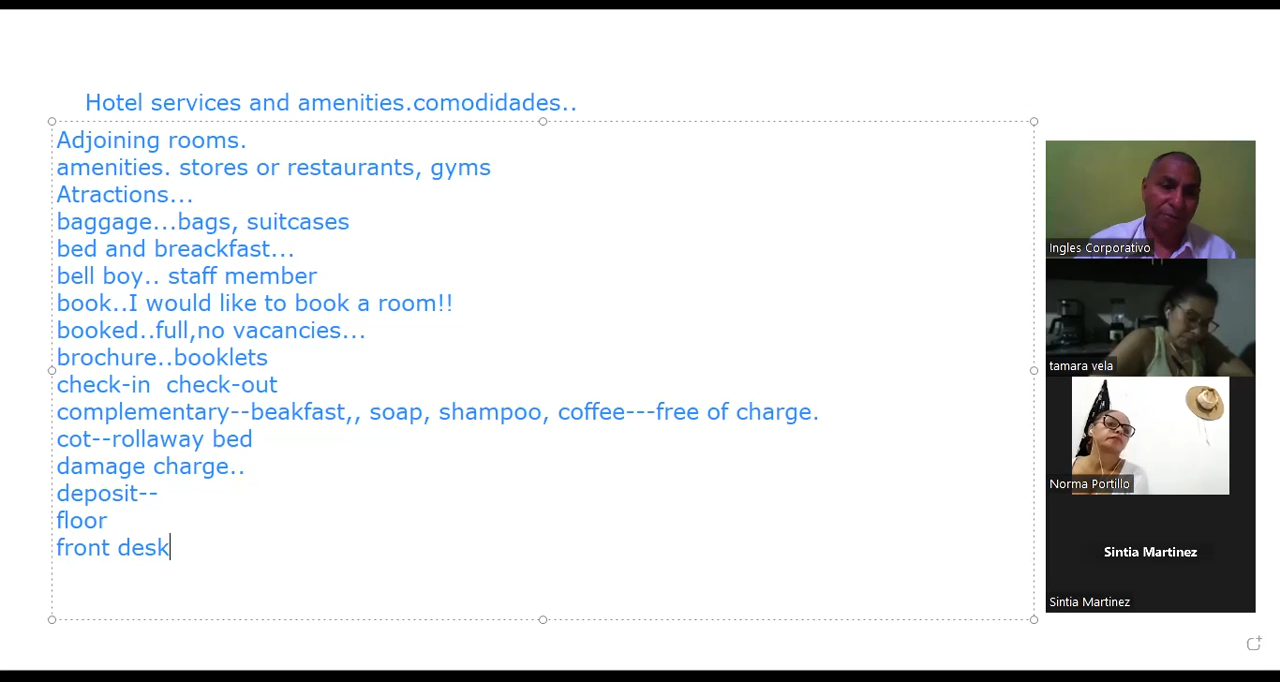 Hotel services and amenities.comodidades..
Adjoining rooms.
amenities. stores or restaurants, gyms
Atractions...
baggage...bags, suitcases
bed and breackfast...
bell boy.. staff member
book..I would like to book a room!!
booked..full,no vacancies...
brochure..booklets
check-in  check-out
complementary--beakfast,, soap, shampoo, coffee---free of charge.
cot--rollaway bed
damage charge..
deposit--
floor
front desk
Ingles Corporativo
tamara vela
Norma Portillo
Sintia Martinez
Sintia Martinez